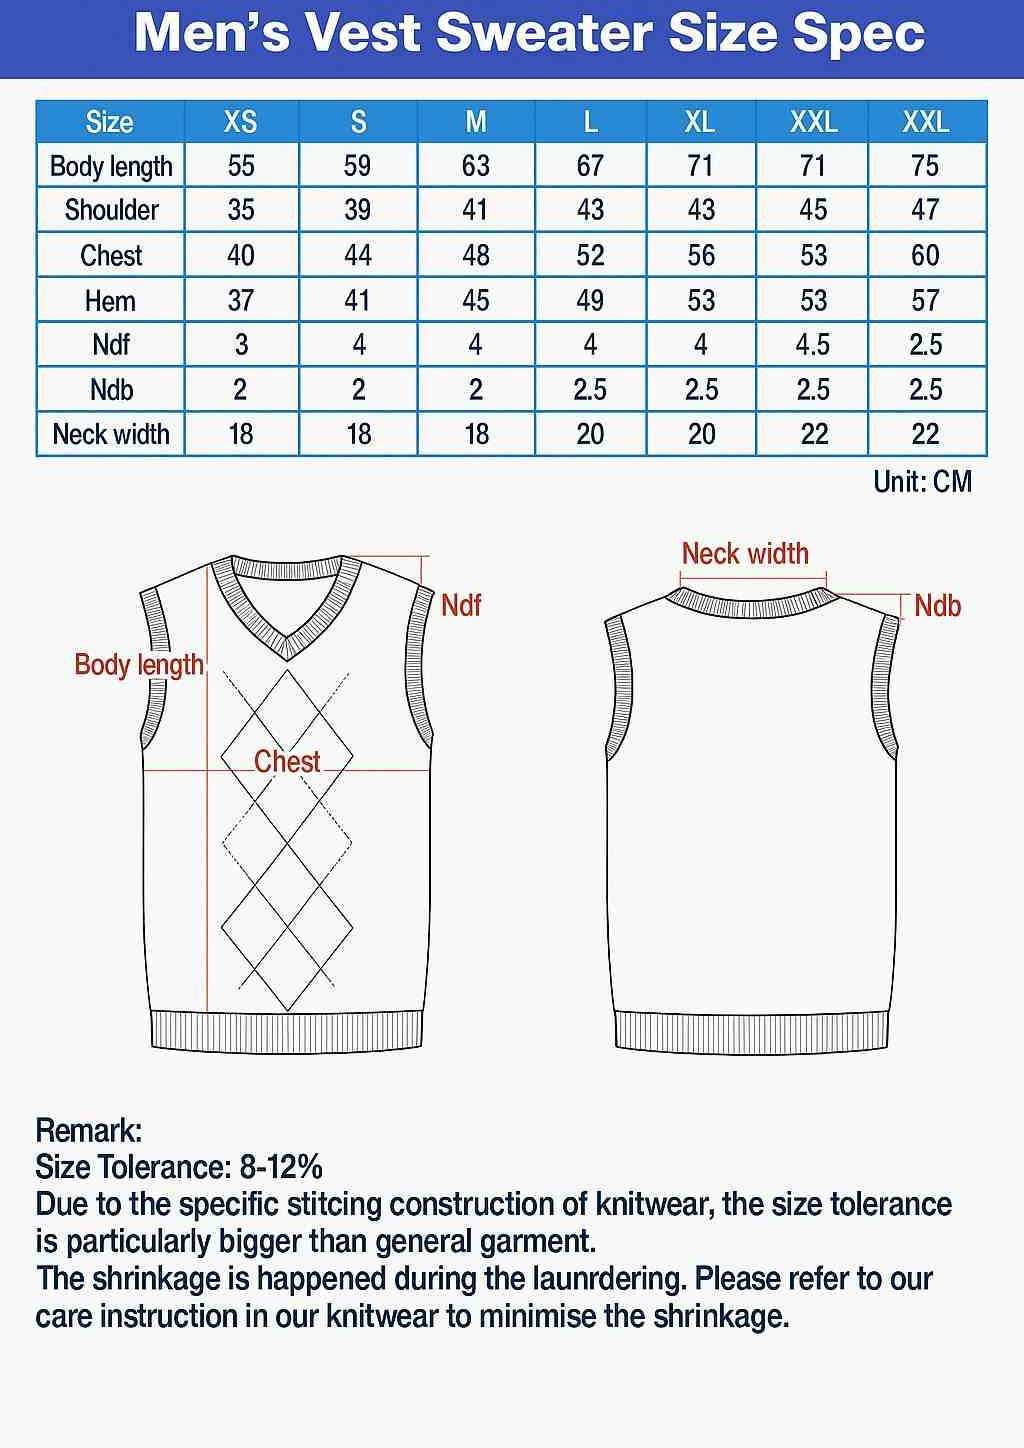 Men's Vest Sweater Size Spec
Size XS S M L XL XXL XXL
Body length 55 59 63 67 71 71 75
Shoulder 35 39 41 43 43 45 47
Chest 40 44 48 52 56 53 60
Hem 37 41 45 49 53 53 57
Ndf 3 4 4 4 4 4.5 2.5
Ndb 2 2 2 2.5 2.5 2.5 2.5
Neck width 18 18 18 20 20 22 22
Unit: CM
Neck width
Ndf
Ndb
Body length
Chest
Remark:
Size Tolerance: 8-12%
Due to the specific stitcing construction of knitwear, the size tolerance
is particularly bigger than general garment.
The shrinkage is happened during the launrdering. Please refer to our
care instruction in our knitwear to minimise the shrinkage.